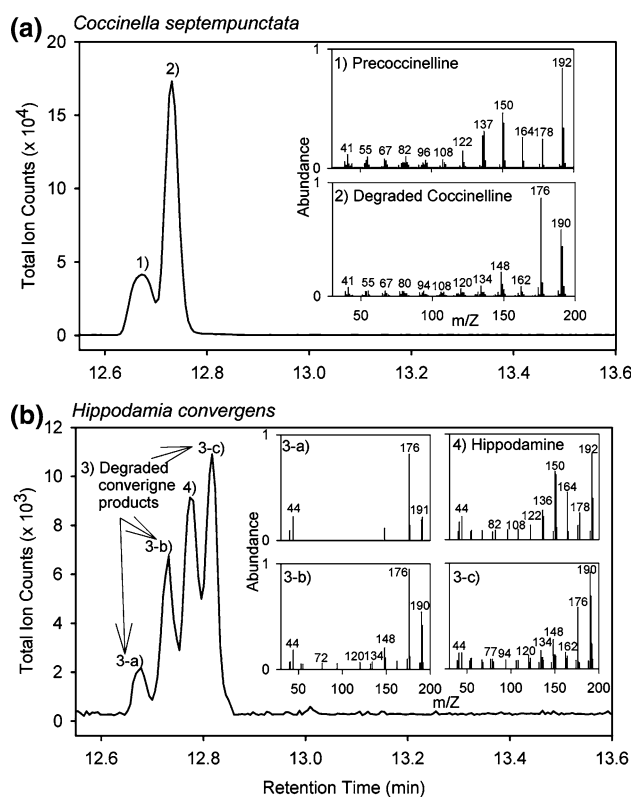 (a) Coccinella septempunctata
Total Ion Counts (x 10⁴)
20
15
10
5
0
1)
2)
Abundance
1
0
1) Precoccinelline
41 55 67 82 96 108 122 137 150 164 178 192
1
0
2) Degraded Coccinelline
41 55 67 80 94 108 120 134 148 162 176 190
50 100 150 200
m/Z
12.6 12.8 13.0 13.2 13.4 13.6
(b) Hippodamia convergens
Total Ion Counts (x 10³)
12
10
8
6
4
2
0
3) Degraded
convergine
products
3-a)
3-b)
4)
3-c)
Abundance
1
0
3-a)
44 176 191
4) Hippodamine
44 82 108 122 136 150 164 178 192
1
0
3-b)
44 72 120 134 148 176 190
3-c)
44 77 94 120 134 148 162 176 190
50 100 150 200
50 100 150 200
m/Z
12.6 12.8 13.0 13.2 13.4 13.6
Retention Time (min)